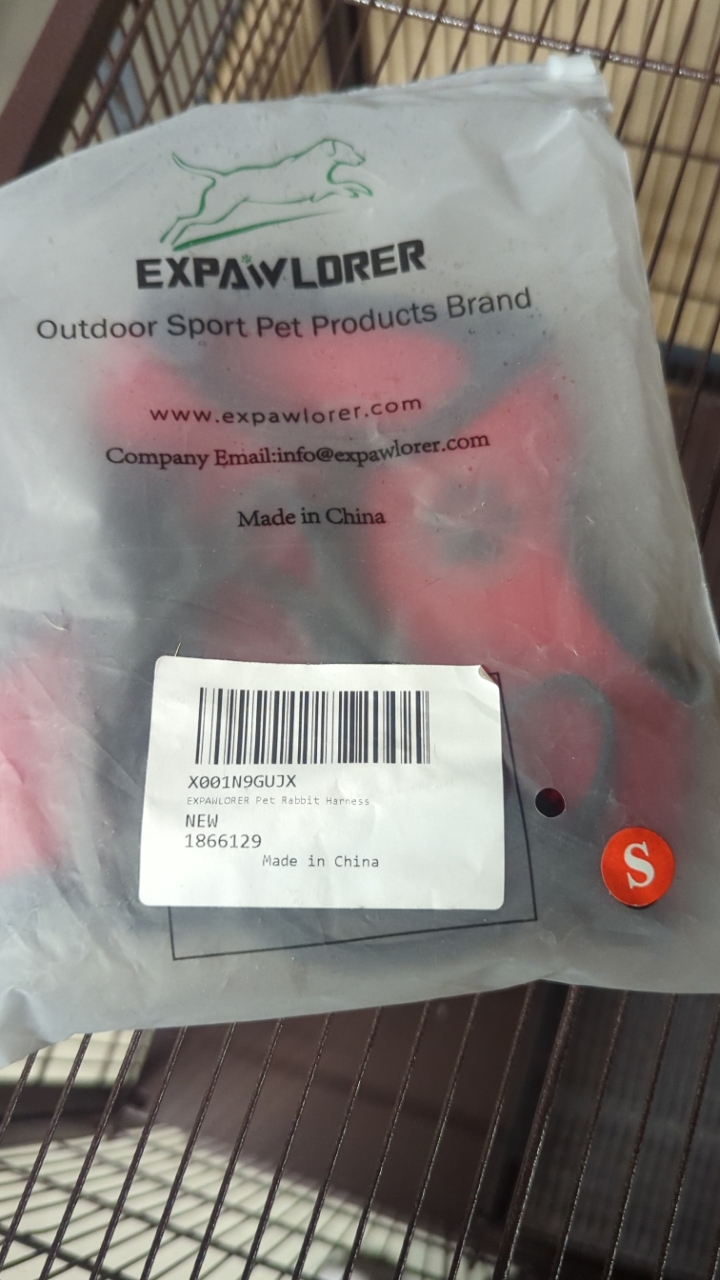 EXPAWLORER
Outdoor Sport Pet Products Brand
www.expawlorer.com
Company Email:info@expawlorer.com
Made in China
X001N9GUJX
EXPAWLORER Pet Rabbit Harness
NEW
1866129
Made in China
S